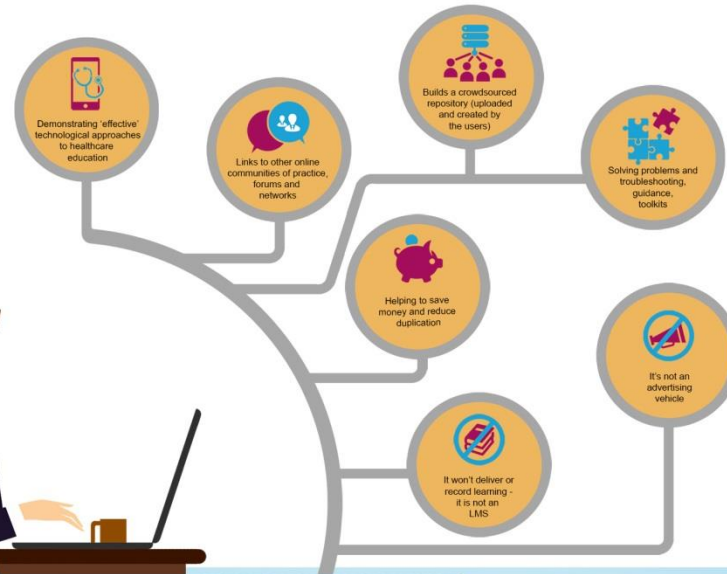 Demonstrating 'effective'
technological approaches
to healthcare
education
Links to other online
communities of practice,
forums and
networks
Builds a crowdsourced
repository (uploaded
and created by
the users)
Solving problems and
troubleshooting,
guidance,
toolkits
Helping to save
money and reduce
duplication
It's not an
advertising
vehicle
It won't deliver or
record learning -
it is not an
LMS